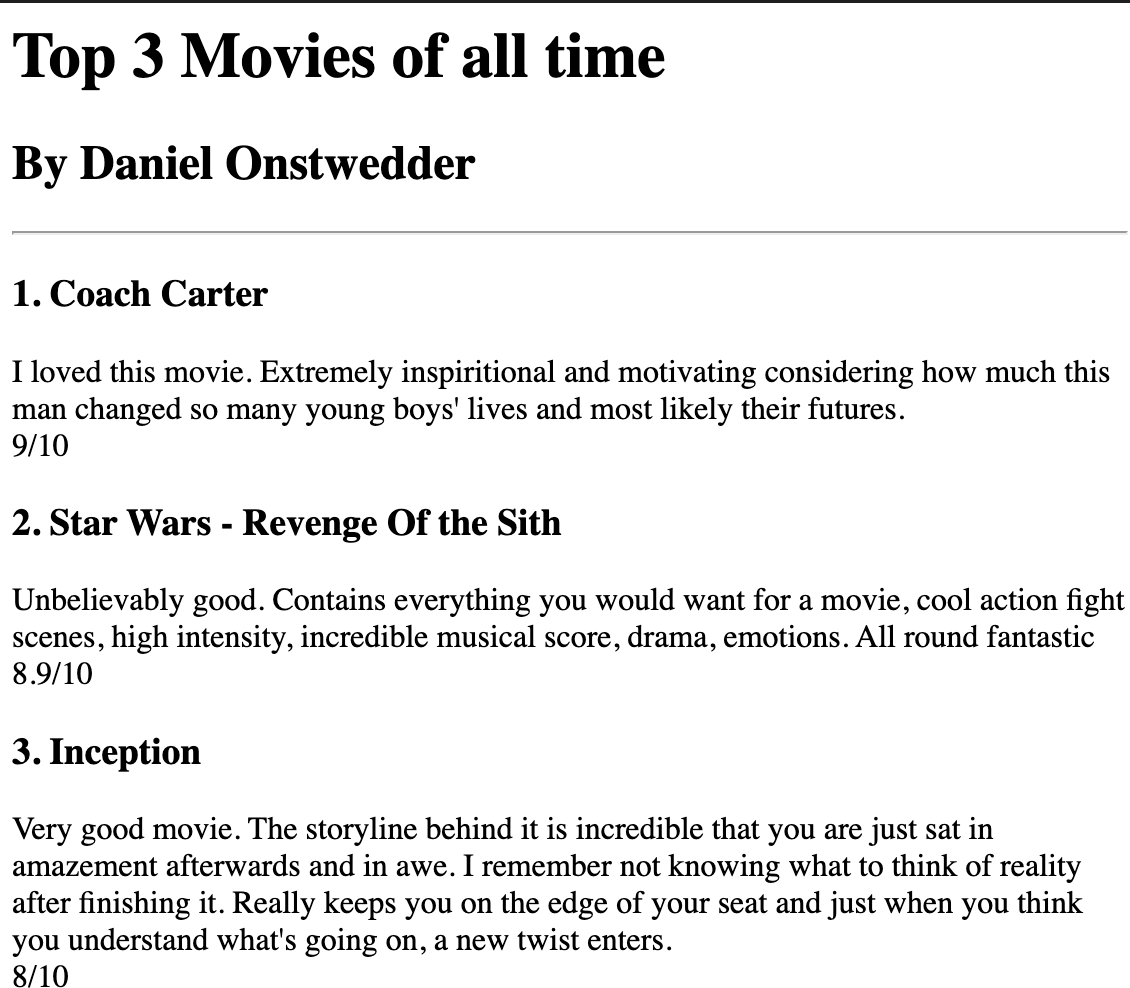 Top 3 Movies of all time
By Daniel Onstwedder
1. Coach Carter
I loved this movie. Extremely inspiritional and motivating considering how much this
man changed so many young boys' lives and most likely their futures.
9/10
2. Star Wars - Revenge Of the Sith
Unbelievably good. Contains everything you would want for a movie, cool action fight
scenes, high intensity, incredible musical score, drama, emotions. All round fantastic
8.9/10
3. Inception
Very good movie. The storyline behind it is incredible that you are just sat in
amazement afterwards and in awe. I remember not knowing what to think of reality
after finishing it. Really keeps you on the edge of your seat and just when you think
you understand what's going on, a new twist enters.
8/10